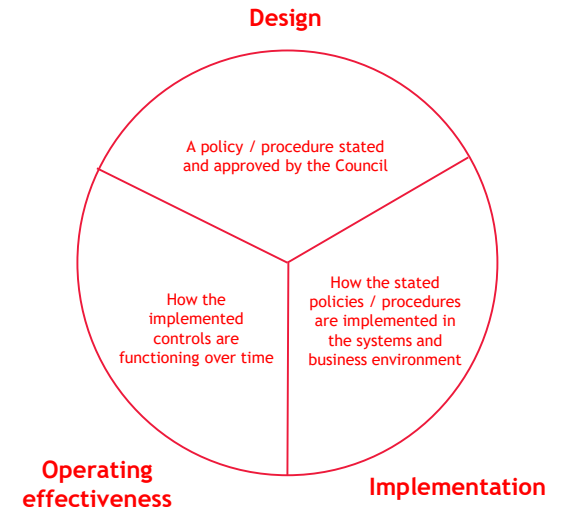 Design
A policy / procedure stated
and approved by the Council
How the stated
policies / procedures
are implemented in
the systems and
business environment
How the
implemented
controls are
functioning over time
Operating
effectiveness
Implementation